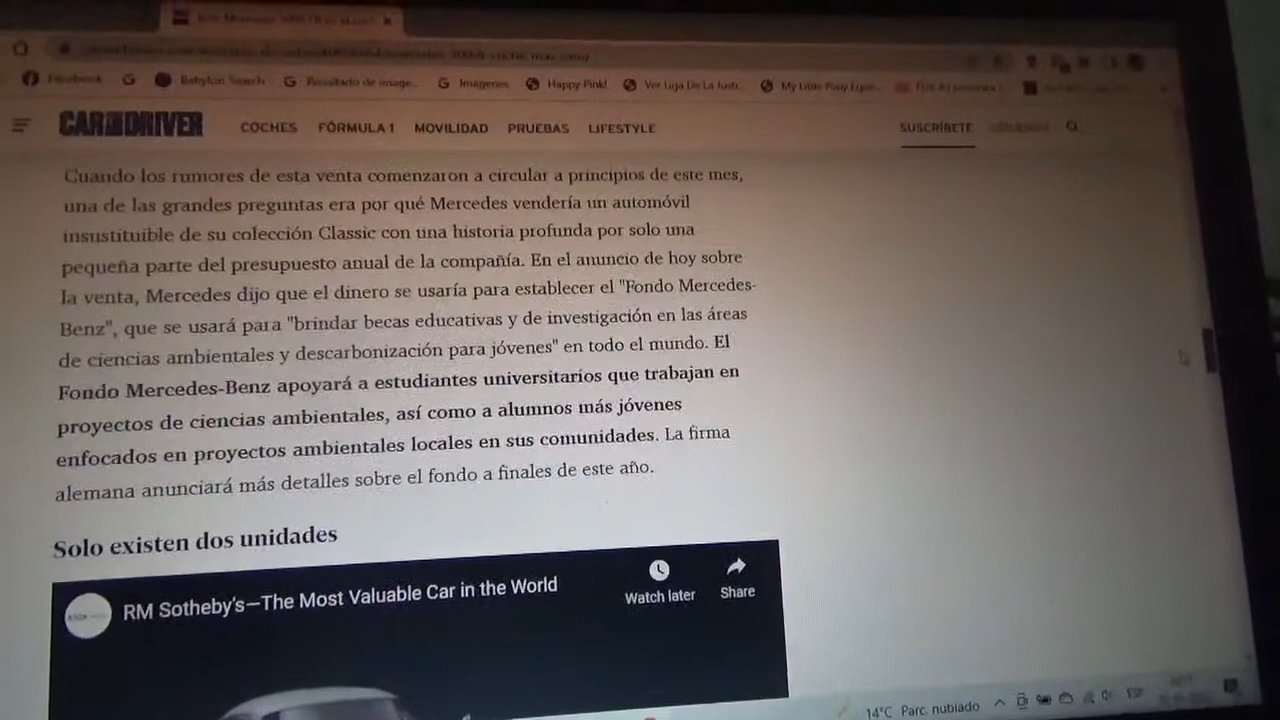 Facebook
Babylon Search
Resultado de image...
Imágenes
Happy Pink!
Ver Liga De La Justi...
My Little Pony Eque...
CAR AND DRIVER
COCHES FÓRMULA 1 MOVILIDAD PRUEBAS LIFESTYLE
SUSCRÍBETE
Cuando los rumores de esta venta comenzaron a circular a principios de este mes,
una de las grandes preguntas era por qué Mercedes vendería un automóvil
insustituible de su colección Classic con una historia profunda por solo una
pequeña parte del presupuesto anual de la compañía. En el anuncio de hoy sobre
la venta, Mercedes dijo que el dinero se usaría para establecer el "Fondo Mercedes-
Benz", que se usará para "brindar becas educativas y de investigación en las áreas
de ciencias ambientales y descarbonización para jóvenes" en todo el mundo. El
Fondo Mercedes-Benz apoyará a estudiantes universitarios que trabajan en
proyectos de ciencias ambientales, así como a alumnos más jóvenes
enfocados en proyectos ambientales locales en sus comunidades. La firma
alemana anunciará más detalles sobre el fondo a finales de este año.
Solo existen dos unidades
RM Sotheby's—The Most Valuable Car in the World
Watch later
Share
14°C Parc. nublado
ESP